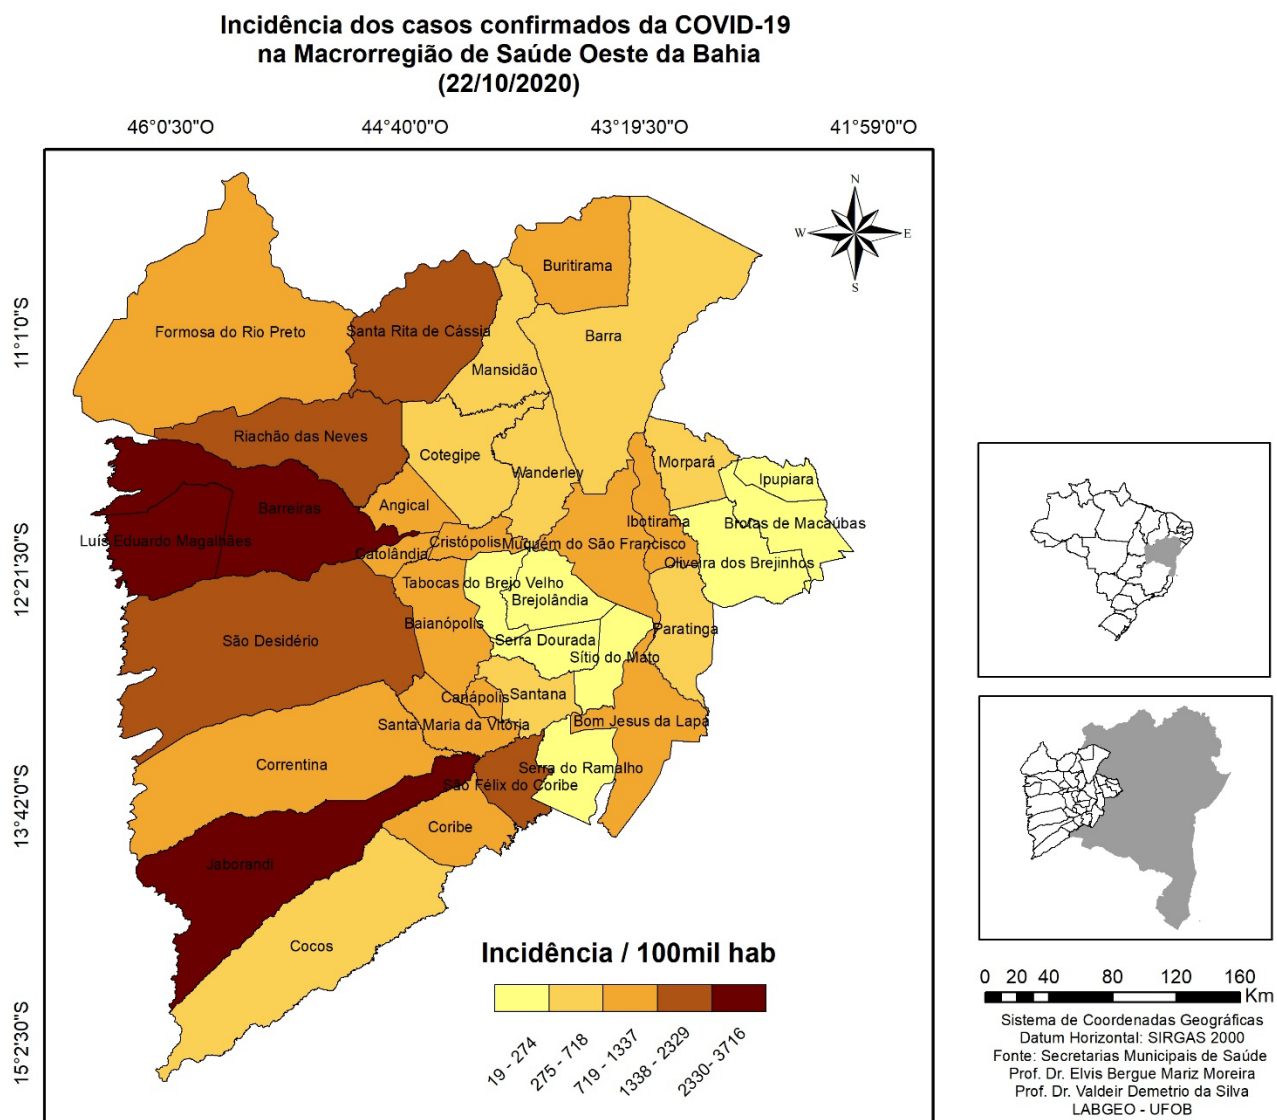 Incidência dos casos confirmados da COVID-19
na Macrorregião de Saúde Oeste da Bahia
(22/10/2020)
46°0'30"O
44°40'0"O
43°19'30"O
41°59'0"O
11°1'0"S
12°21'30"S
13°42'0"S
15°2'30"S
N
W
E
S
Buritirama
Formosa do Rio Preto
Santa Rita de Cássia
Barra
Mansidão
Riachão das Neves
Cotegipe
Wanderley
Morpará
Ipupiara
Angical
Barreiras
Ibotirama
Brotas de Macaúbas
Luís Eduardo Magalhães
Catolândia
Cristópolis
Muquém do São Francisco
Oliveira dos Brejinhos
Tabocas do Brejo Velho
Brejolândia
Baianópolis
Paratinga
São Desidério
Serra Dourada
Sítio do Mato
Canápolis
Santana
Santa Maria da Vitória
Bom Jesus da Lapa
Correntina
Serra do Ramalho
São Félix do Coribe
Coribe
Jaborandi
Cocos
Incidência / 100mil hab
19 - 274
275 - 718
719 - 1337
1338 - 2329
2330- 3716
0 20 40 80 120 160
Km
Sistema de Coordenadas Geográficas
Datum Horizontal: SIRGAS 2000
Fonte: Secretarias Municipais de Saúde
Prof. Dr. Elvis Bergue Mariz Moreira
Prof. Dr. Valdeir Demetrio da Silva
LABGEO - UFOB